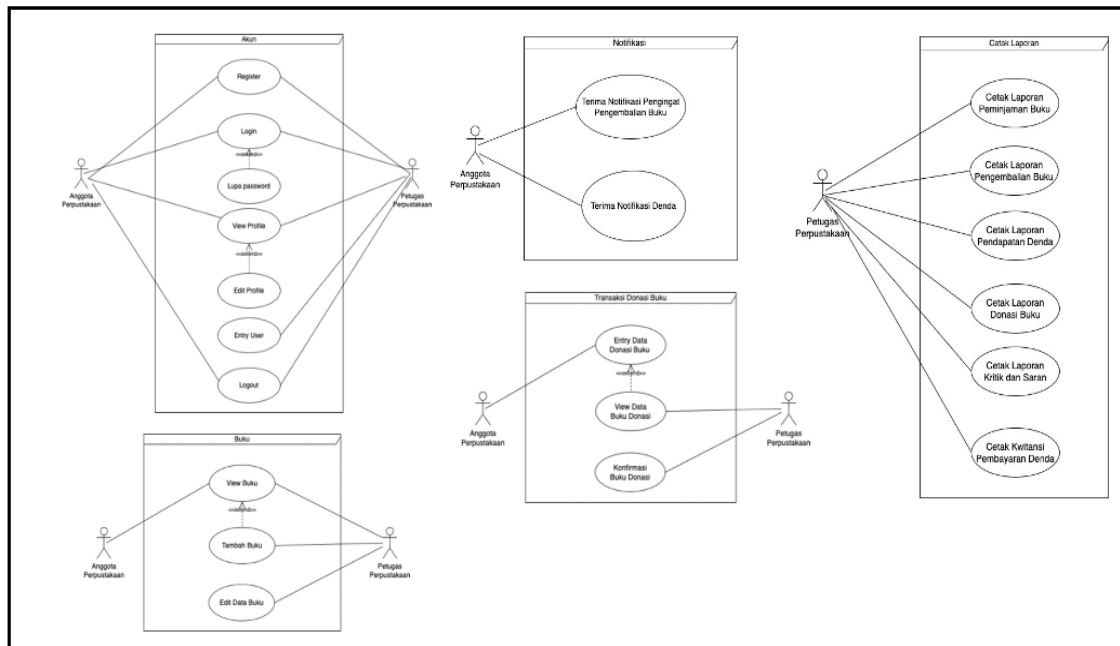 Akun
Register
Login
<<extend>>
Lupa password
View Profile
<<extend>>
Edit Profile
Entry User
Logout
Anggota
Perpustakaan
Petugas
Perpustakaan
Notifikasi
Terima Notifikasi Pengingat
Pengembalian Buku
Terima Notifikasi Denda
Anggota
Perpustakaan
Cetak Laporan
Cetak Laporan
Peminjaman Buku
Cetak Laporan
Pengembalian Buku
Cetak Laporan
Pendapatan Denda
Cetak Laporan
Donasi Buku
Cetak Laporan
Kritik dan Saran
Cetak Kwitansi
Pembayaran Denda
Petugas
Perpustakaan
Transaksi Donasi Buku
Entry Data
Donasi Buku
<<extend>>
View Data
Buku Donasi
Konfirmasi
Buku Donasi
Anggota
Perpustakaan
Petugas
Perpustakaan
Buku
View Buku
<<extend>>
Tambah Buku
Edit Data Buku
Anggota
Perpustakaan
Petugas
Perpustakaan